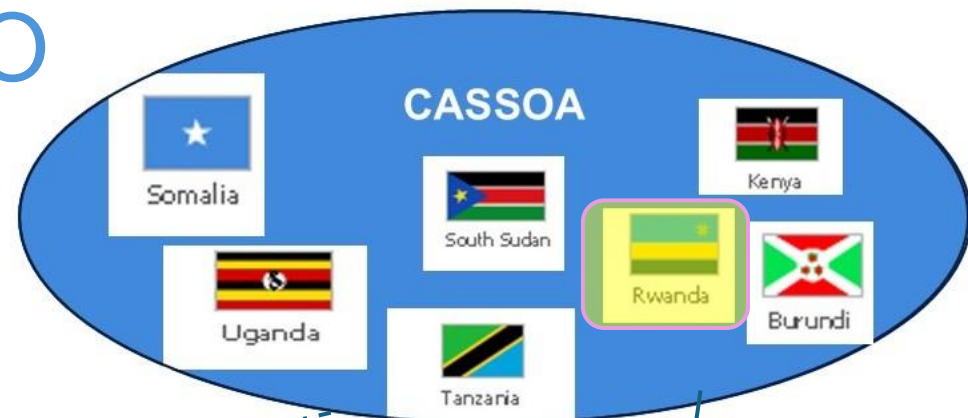 CASSOA
Somalia
South Sudan
Kenya
Uganda
Rwanda
Burundi
Tanzania